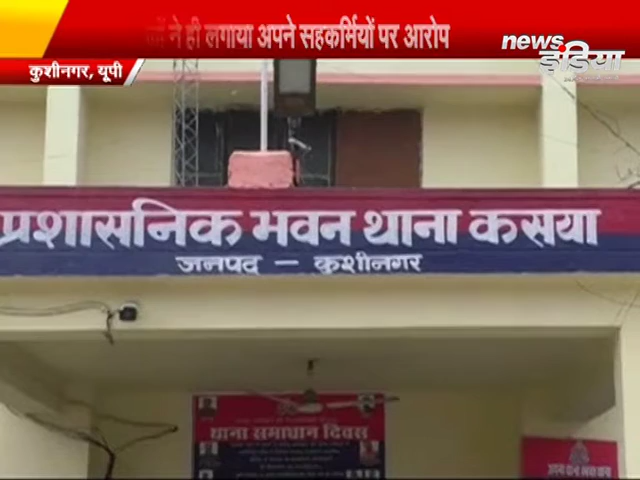 ने ही लगाया अपने सहकर्मियों पर आरोप
news
इंडिया
कुशीनगर, यूपी
प्रशासनिक भवन थाना कसया
जनपद - कुशीनगर
थाना समाधान दिवस